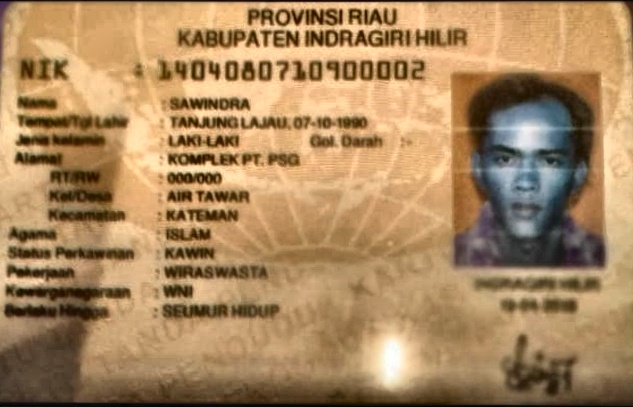 PROVINSI RIAU
KABUPATEN INDRAGIRI HILIR
NIK : 1404080710900002
Nama : SAWINDRA
Tempat/Tgl Lahir : TANJUNG LAJAU, 07-10-1990
Jenis kelamin : LAKI-LAKI Gol. Darah :-
Alamat : KOMPLEK PT. PSG
RT/RW : 000/000
Kel/Desa : AIR TAWAR
Kecamatan : KATEMAN
Agama : ISLAM
Status Perkawinan : KAWIN
Pekerjaan : WIRASWASTA
Kewarganegaraan : WNI
Berlaku Hingga : SEUMUR HIDUP
INDRAGIRI HILIR